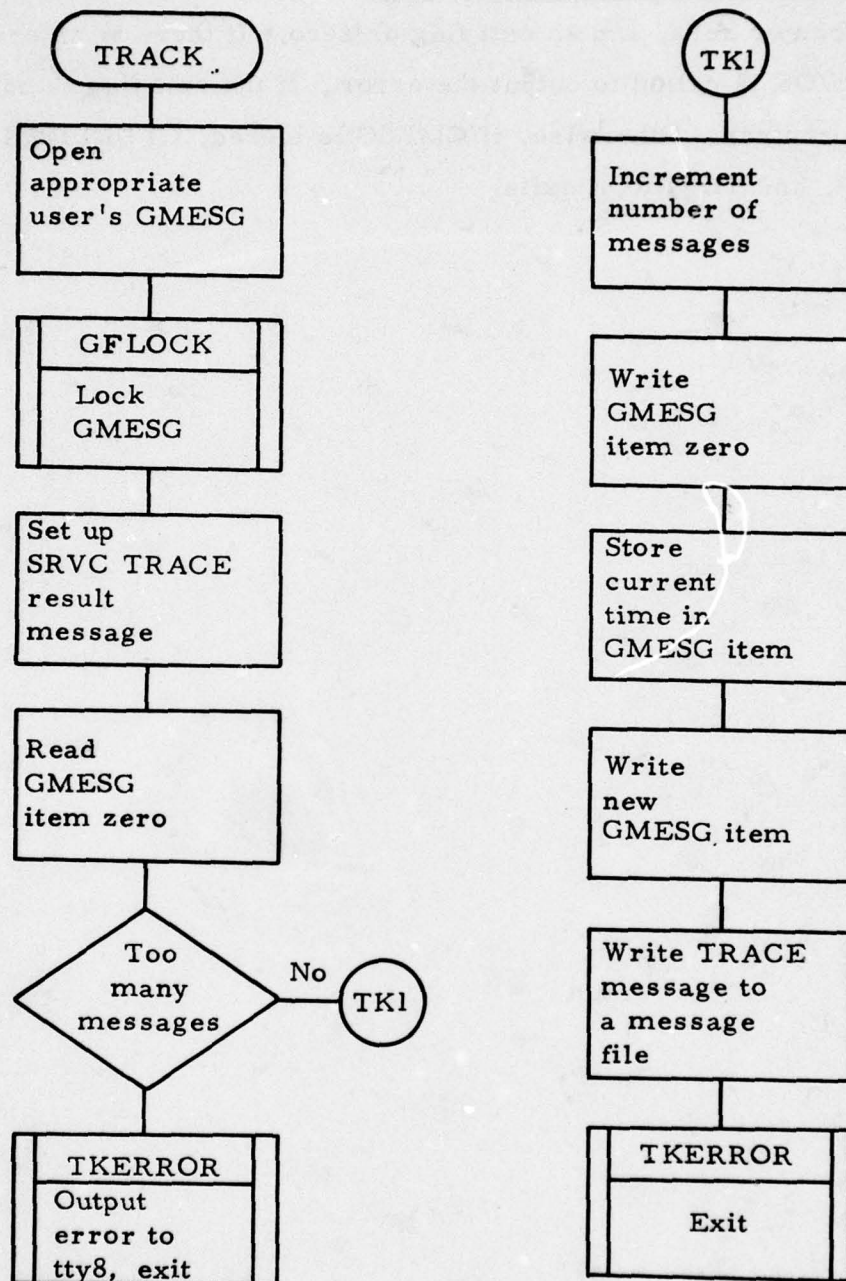 TRACK
Open
appropriate
user's GMESG
GFLOCK
Lock
GMESG
Set up
SRVC TRACE
result
message
Read
GMESG
item zero
Too
many
messages
No
TK1
TKERROR
Output
error to
tty8, exit
TK1
Increment
number of
messages
Write
GMESG
item zero
Store
current
time in
GMESG item
Write
new
GMESG item
Write TRACE
message to
a message
file
TKERROR
Exit